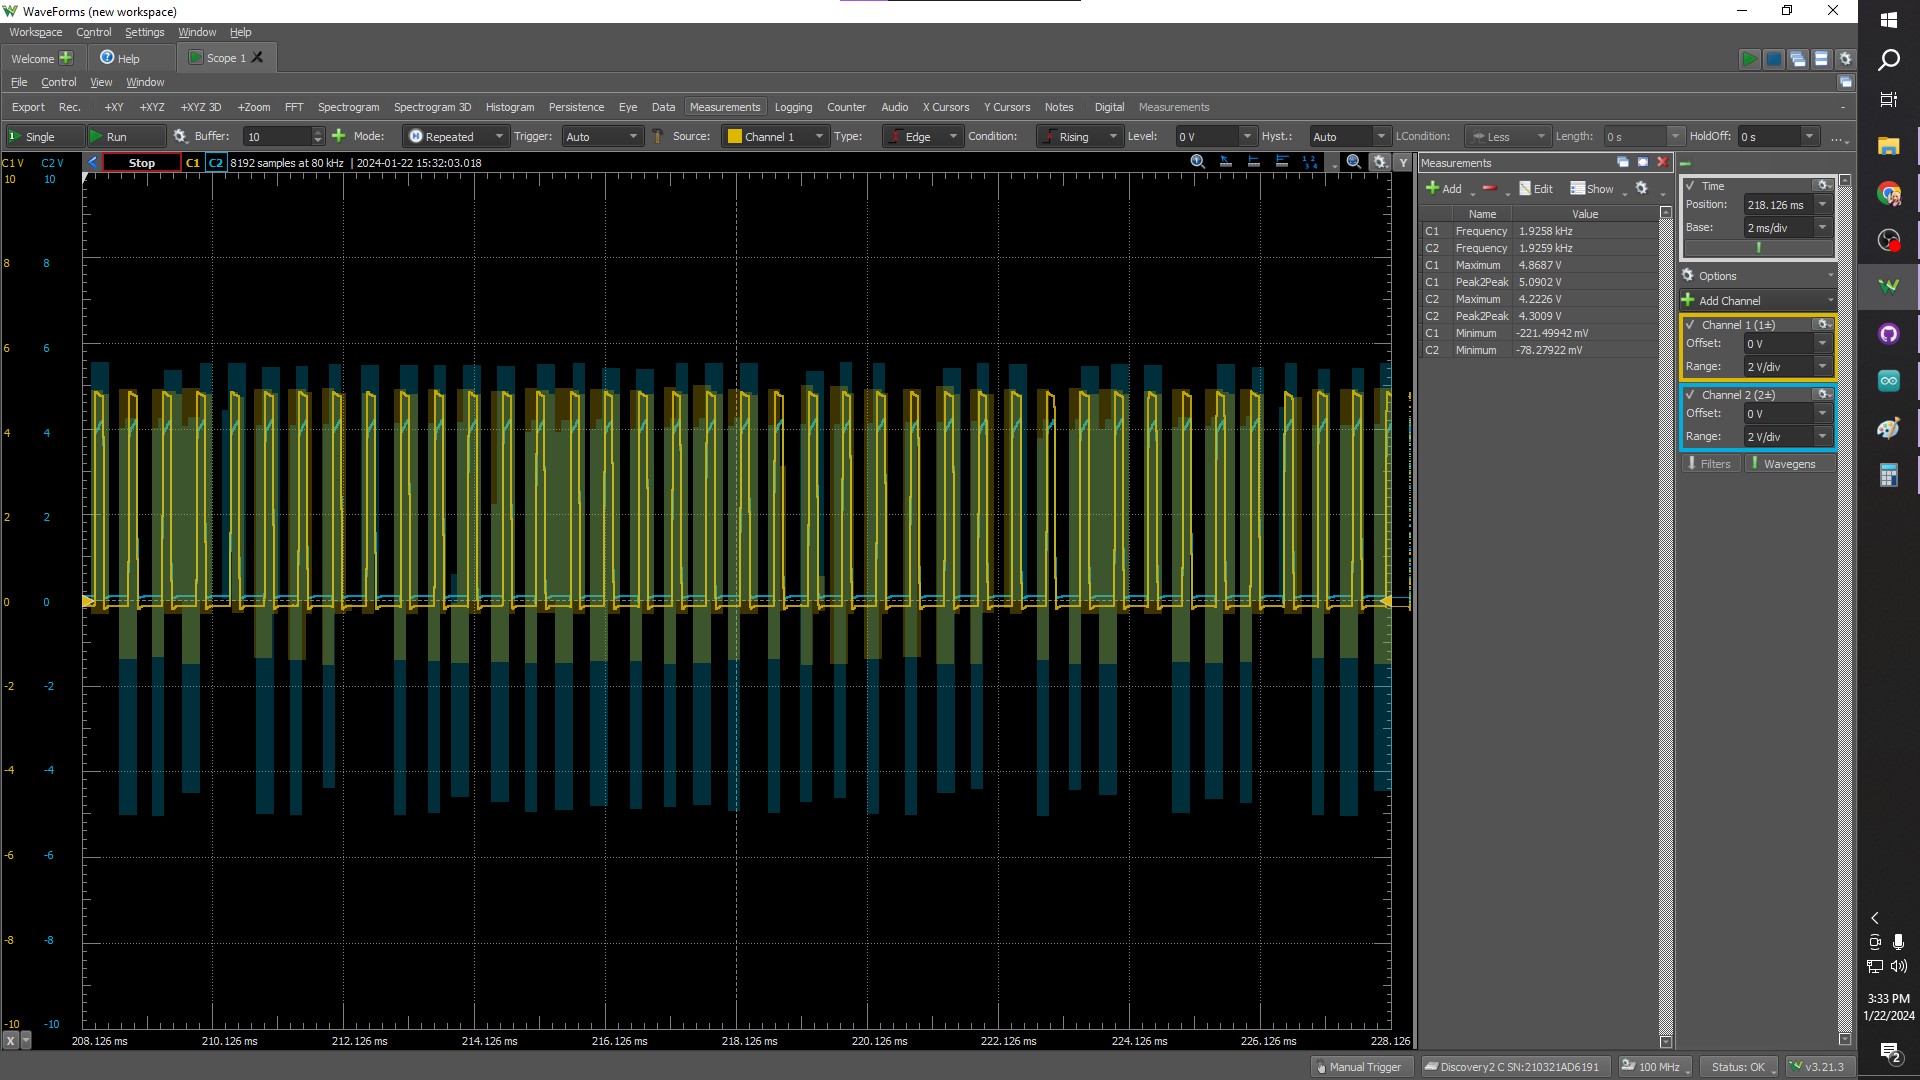 WaveForms (new workspace)
Workspace Control Settings Window Help
Welcome Help Scope 1
File Control View Window
Export Rec. +XY +XYZ +XYZ 3D +Zoom FFT Spectrogram Spectrogram 3D Histogram Persistence Eye Data Measurements Logging Counter Audio X Cursors Y Cursors Notes Digital Measurements
Single Run Buffer: 10 Mode: Repeated Trigger: Auto Source: Channel 1 Type: Edge Condition: Rising Level: 0 V Hyst.: Auto LCondition: Less Length: 0 s HoldOff: 0 s ...
C1 V C2 V Stop C1 C2 8192 samples at 80 kHz | 2024-01-22 15:32:03.018 Y
10 10
8 8
6 6
4 4
2 2
0 0
-2 -2
-4 -4
-6 -6
-8 -8
-10 -10
X 208.126 ms 210.126 ms 212.126 ms 214.126 ms 216.126 ms 218.126 ms 220.126 ms 222.126 ms 224.126 ms 226.126 ms 228.126
Measurements
Add Edit Show
Name Value
C1 Frequency 1.9258 kHz
C2 Frequency 1.9259 kHz
C1 Maximum 4.8687 V
C1 Peak2Peak 5.0902 V
C2 Maximum 4.2226 V
C2 Peak2Peak 4.3009 V
C1 Minimum -221.49942 mV
C2 Minimum -78.27922 mV
Time
Position: 218.126 ms
Base: 2 ms/div
Options
Add Channel
Channel 1 (1±)
Offset: 0 V
Range: 2 V/div
Channel 2 (2±)
Offset: 0 V
Range: 2 V/div
Filters Wavegens
Manual Trigger Discovery2 C SN:210321AD6191 100 MHz Status: OK v3.21.3
3:33 PM
1/22/2024
2